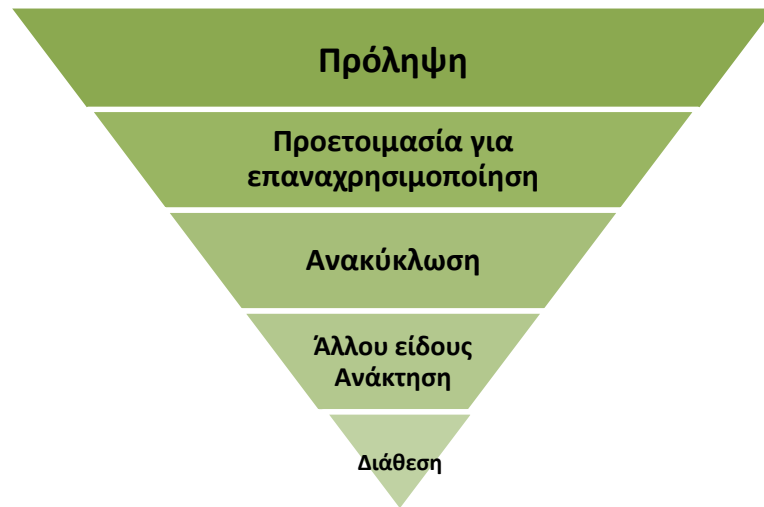 Πρόληψη
Προετοιμασία για
επαναχρησιμοποίηση
Ανακύκλωση
Άλλου είδους
Ανάκτηση
Διάθεση